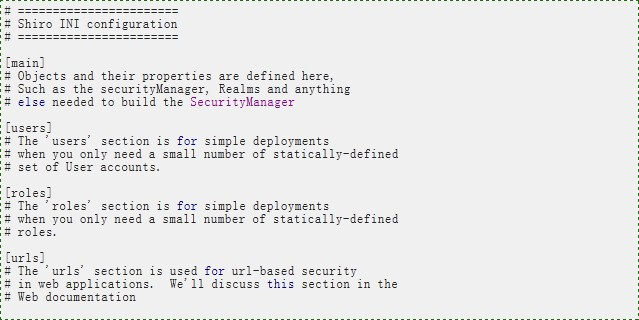 # =======================
# Shiro INI configuration
# =======================
[main]
# Objects and their properties are defined here,
# Such as the securityManager, Realms and anything
# else needed to build the SecurityManager
[users]
# The 'users' section is for simple deployments
# when you only need a small number of statically-defined
# set of User accounts.
[roles]
# The 'roles' section is for simple deployments
# when you only need a small number of statically-defined
# roles.
[urls]
# The 'urls' section is used for url-based security
# in web applications.  We'll discuss this section in the
# Web documentation